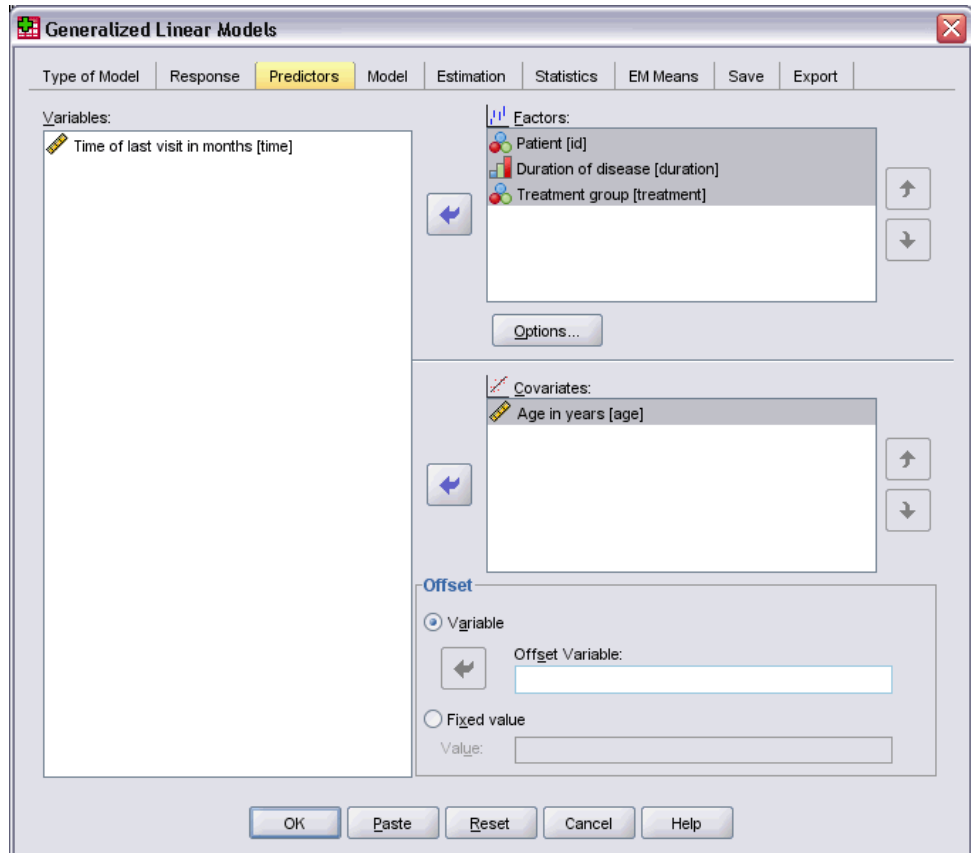 Generalized Linear Models
Type of Model Response Predictors Model Estimation Statistics EM Means Save Export
Variables:
Time of last visit in months [time]
Factors:
Patient [id]
Duration of disease [duration]
Treatment group [treatment]
Options...
Covariates:
Age in years [age]
Offset
Variable
Offset Variable:
Fixed value
Value:
OK Paste Reset Cancel Help